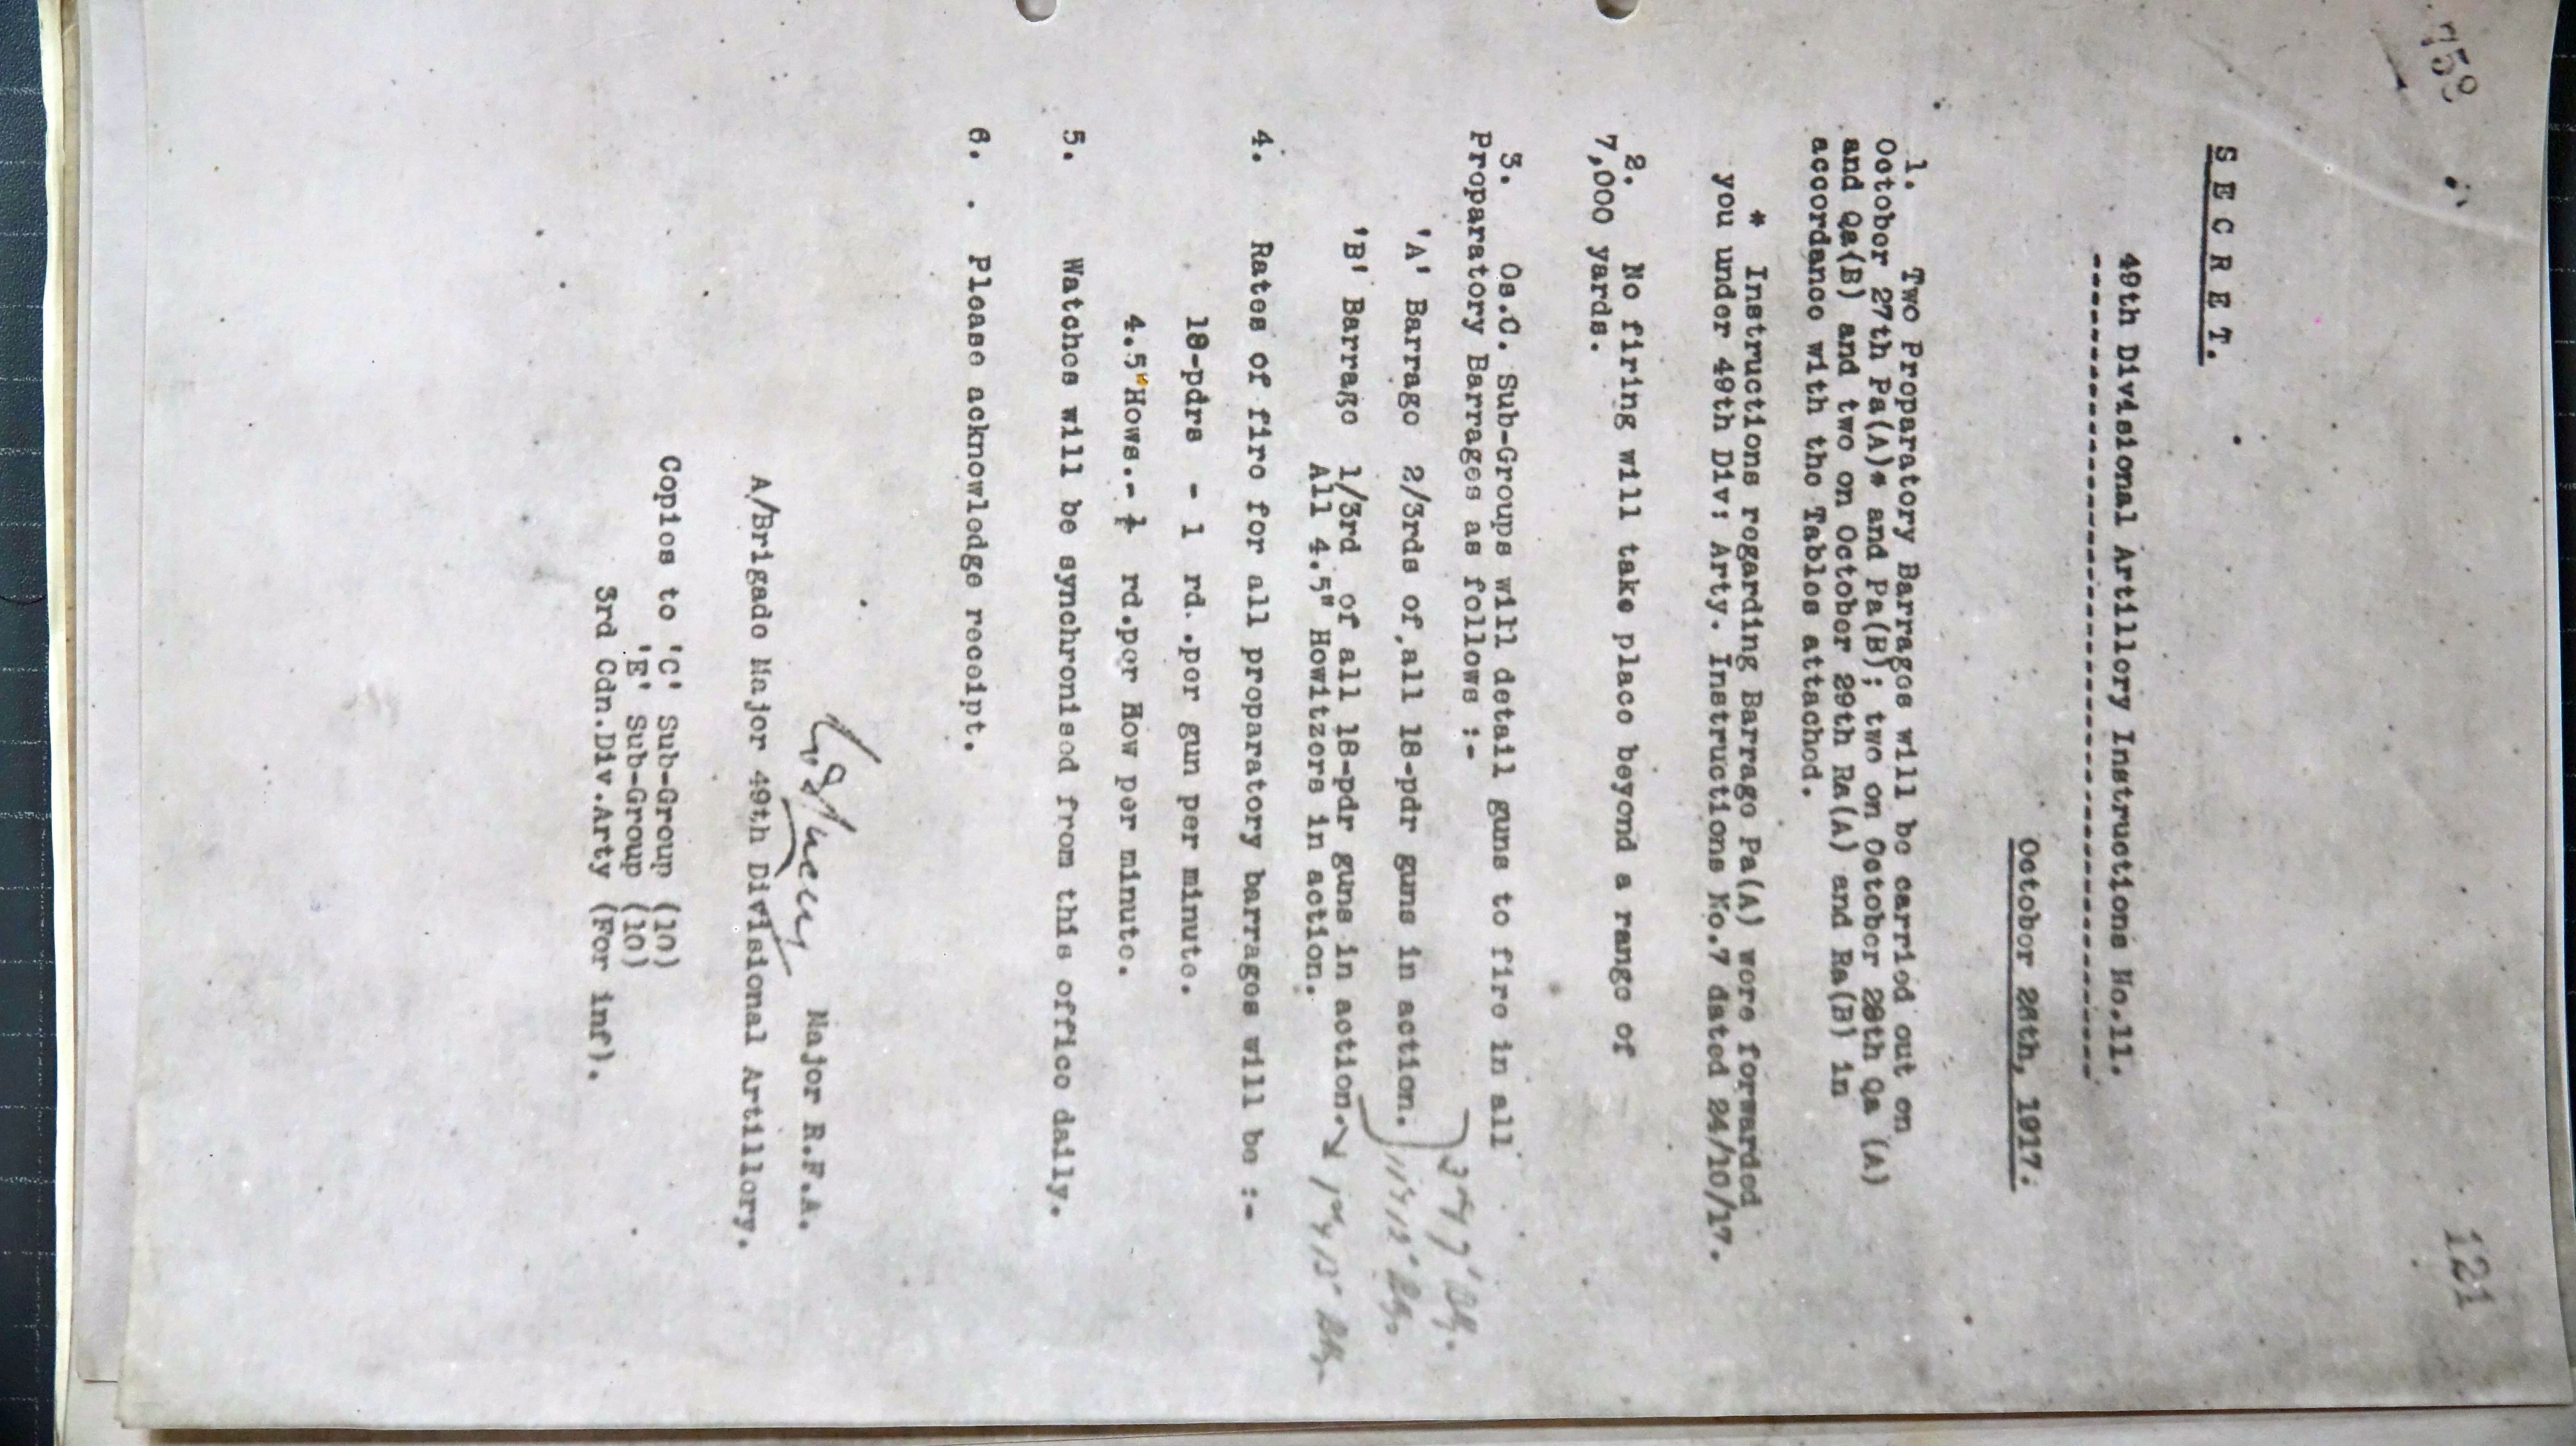 758
121
S E C R E T.
49th Divisional Artillery Instructions No.11.
October 26th, 1917.
1. Two Preparatory Barrages will be carried out on
October 27th Pa(A)* and Pa(B); two on October 28th Qa (A)
and Qa(B) and two on October 29th Ra(A) and Ra(B) in
accordance with the Tables attached.
* Instructions regarding Barrage Pa(A) were forwarded
you under 49th Div: Arty. Instructions No.7 dated 24/10/17.
2. No firing will take place beyond a range of
7,000 yards.
3. Os.C. Sub-Groups will detail guns to fire in all
Preparatory Barrages as follows :-
'A' Barrage 2/3rds of all 18-pdr guns in action.
'B' Barrage 1/3rd of all 18-pdr guns in action.
All 4.5" Howitzers in action.
4. Rates of fire for all preparatory barrages will be :-
18-pdrs - 1 rd.per gun per minute.
4.5"Hows.- ½ rd.per How per minute.
5. Watches will be synchronised from this office daily.
6. . Please acknowledge receipt.
Major R.F.A.
A/Brigade Major 49th Divisional Artillery.
Copies to 'C' Sub-Group (10)
'E' Sub-Group (10)
3rd Cdn.Div.Arty (For inf).